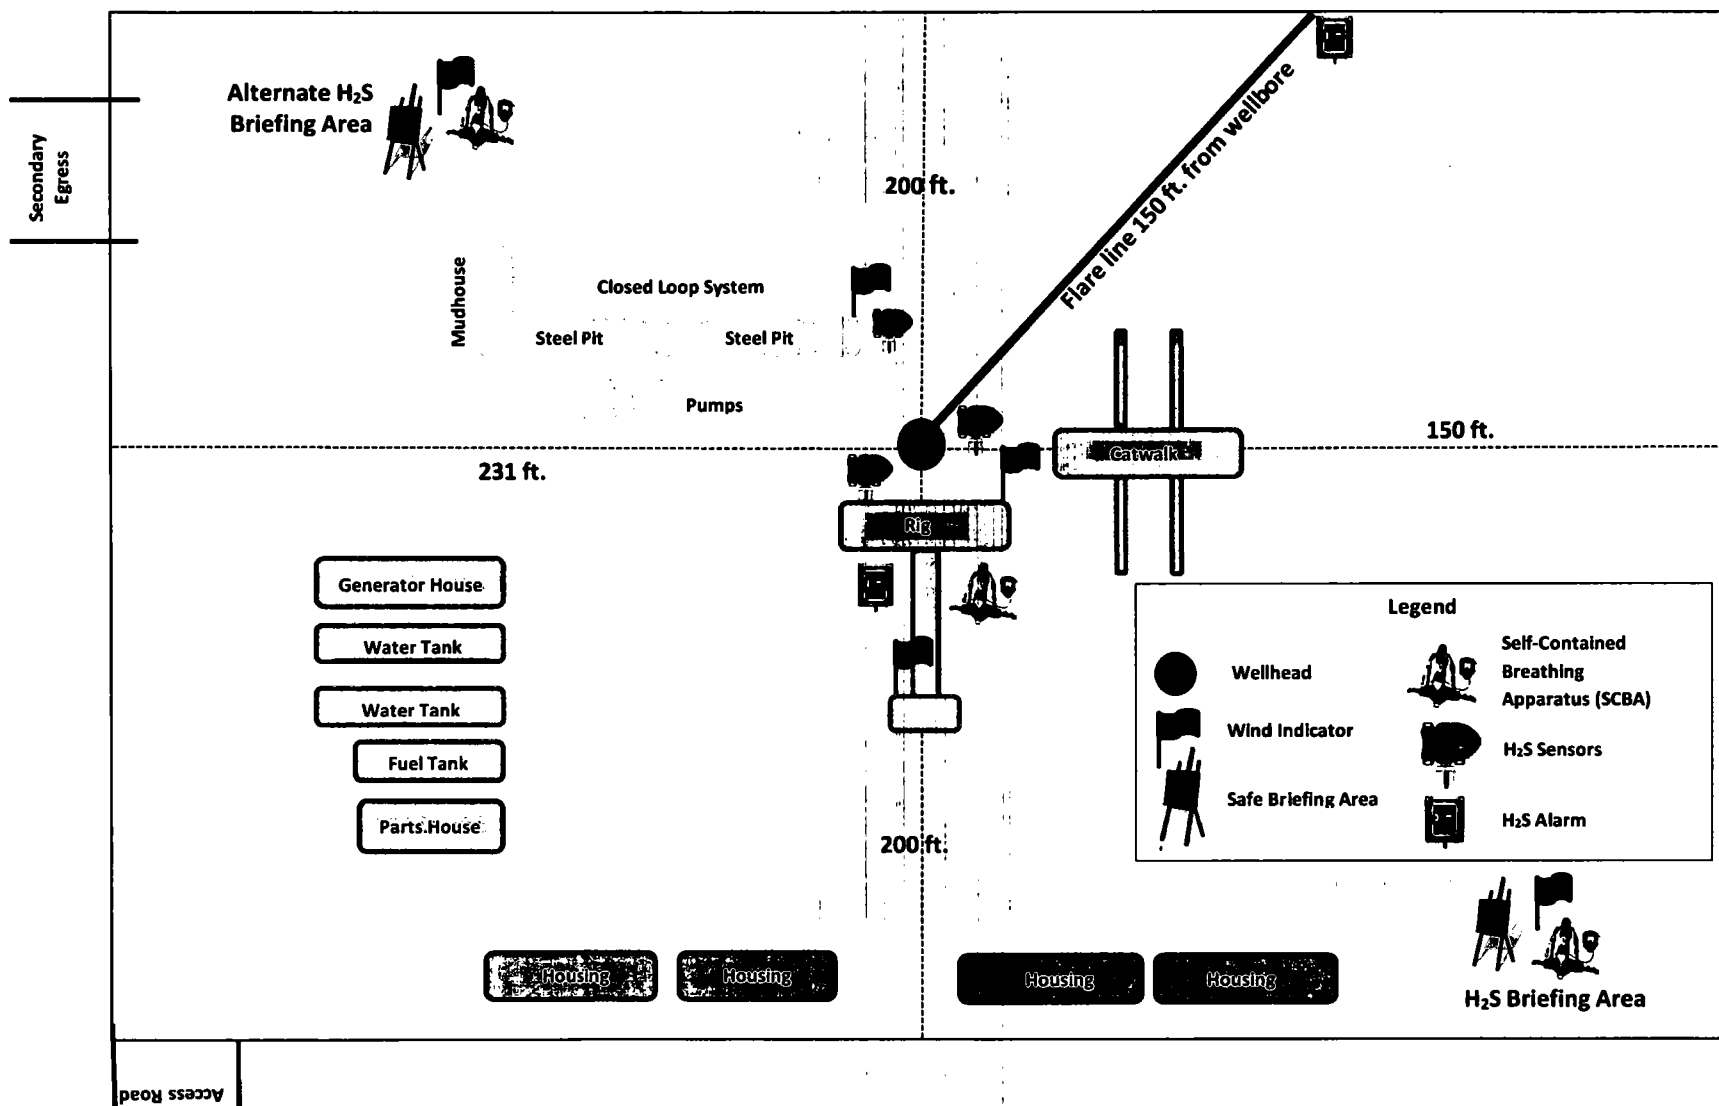 Alternate H₂S
Briefing Area
Secondary
Egress
200 ft.
Flare line 150 ft. from wellbore
Mudhouse
Closed Loop System
Steel Pit
Steel Pit
Pumps
231 ft.
150 ft.
Catwalk
Rig
Generator House
Water Tank
Water Tank
Fuel Tank
Parts House
200 ft.
Legend
Wellhead
Wind Indicator
Safe Briefing Area
Self-Contained
Breathing
Apparatus (SCBA)
H₂S Sensors
H₂S Alarm
Housing
Housing
Housing
Housing
H₂S Briefing Area
Access Road